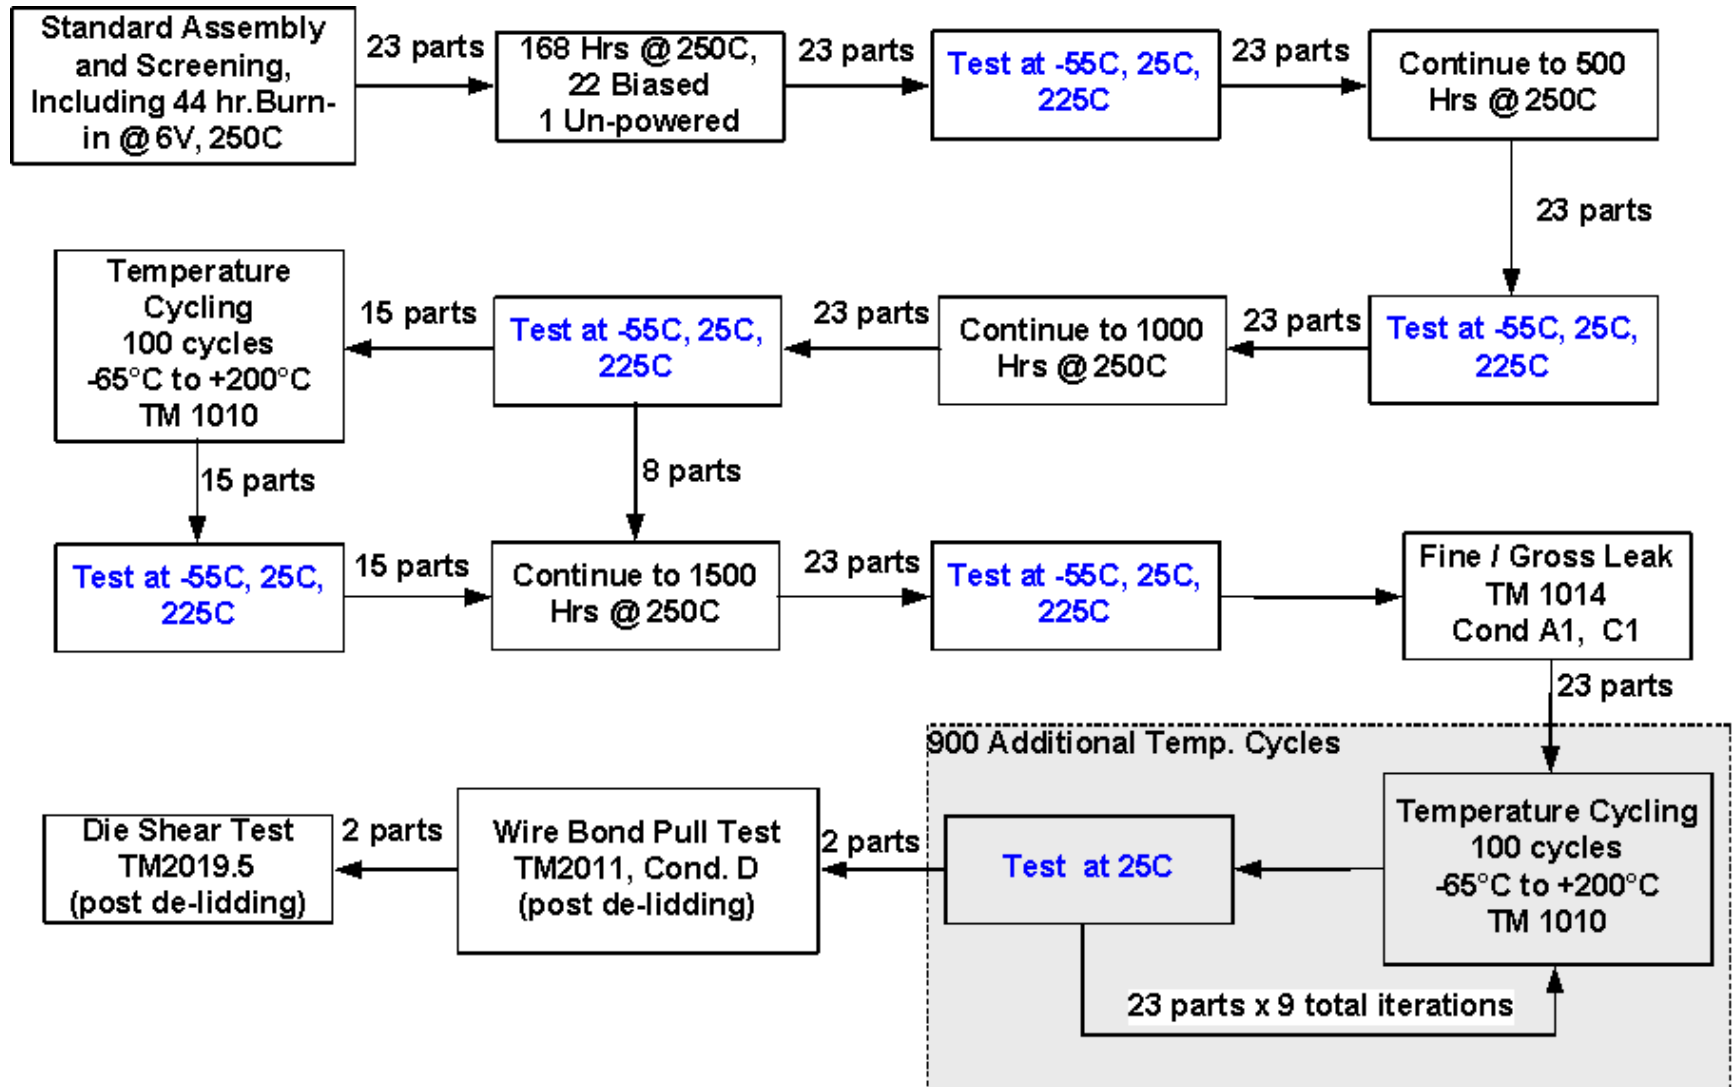 Standard Assembly
and Screening,
Including 44 hr.Burn-
in @ 6V, 250C
23 parts
168 Hrs @ 250C,
22 Biased
1 Un-powered
23 parts
Test at -55C, 25C,
225C
23 parts
Continue to 500
Hrs @ 250C
23 parts
Test at -55C, 25C,
225C
23 parts
Continue to 1000
Hrs @ 250C
23 parts
Test at -55C, 25C,
225C
15 parts
Temperature
Cycling
100 cycles
-65°C to +200°C
TM 1010
15 parts
8 parts
Test at -55C, 25C,
225C
15 parts
Continue to 1500
Hrs @ 250C
23 parts
Test at -55C, 25C,
225C
Fine / Gross Leak
TM 1014
Cond A1,  C1
23 parts
900 Additional Temp. Cycles
Temperature Cycling
100 cycles
-65°C to +200°C
TM 1010
Test  at 25C
23 parts x 9 total iterations
2 parts
Wire Bond Pull Test
TM2011, Cond. D
(post de-lidding)
2 parts
Die Shear Test
TM2019.5
(post de-lidding)